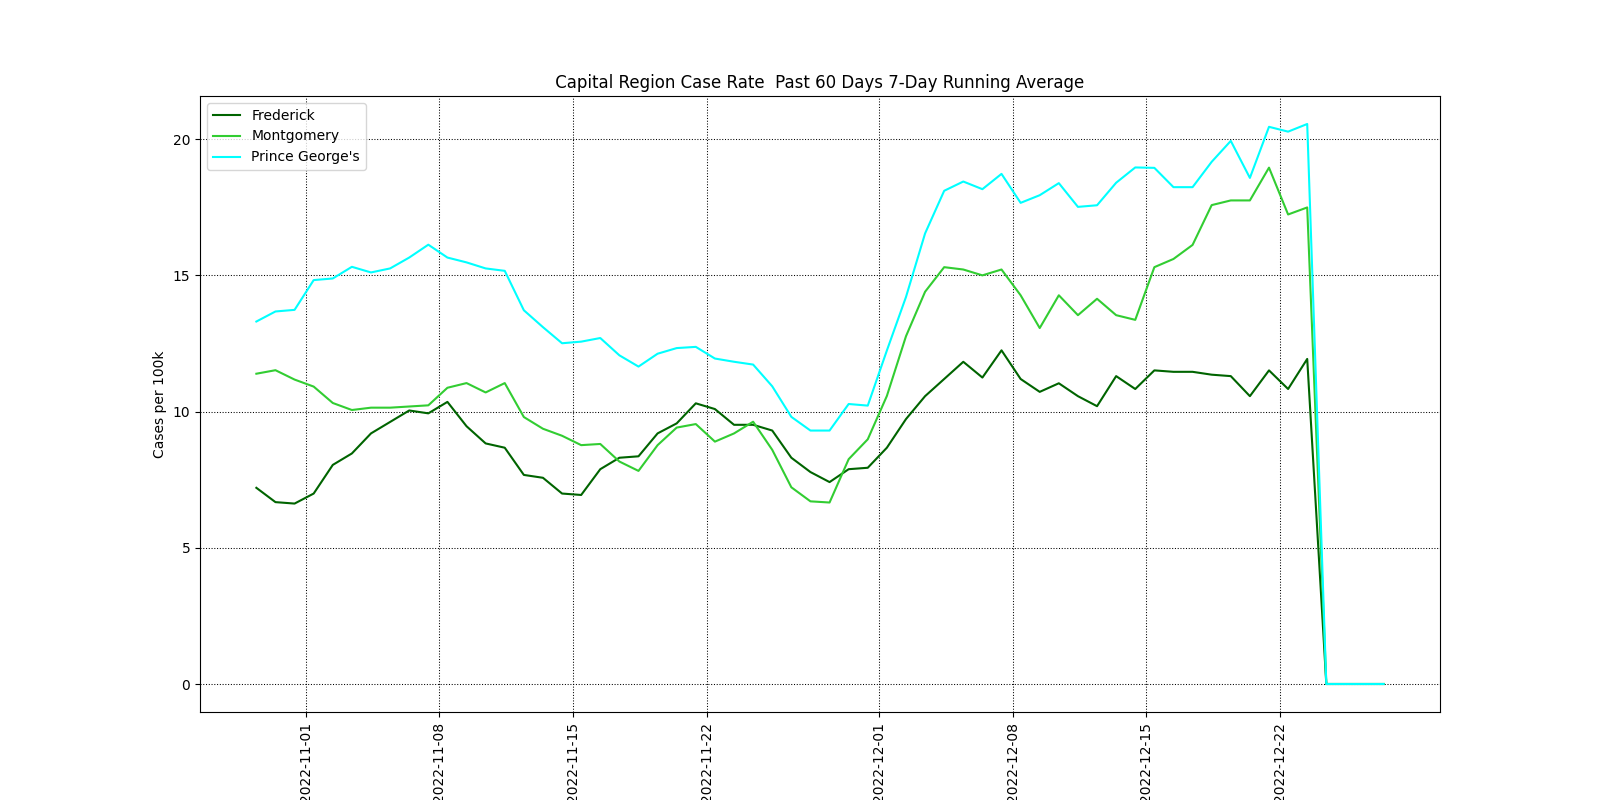 Capital Region Case Rate  Past 60 Days 7-Day Running Average
Frederick
Montgomery
Prince George's
20
15
10
5
0
Cases per 100k
2022-11-01
2022-11-08
2022-11-15
2022-11-22
2022-12-01
2022-12-08
2022-12-15
2022-12-22